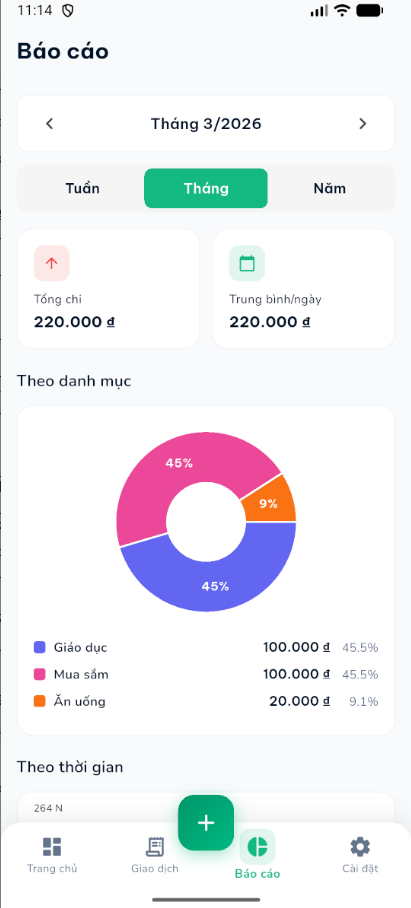 11:14
Báo cáo
Tháng 3/2026
Tuần Tháng Năm
Tổng chi
220.000 ₫
Trung bình/ngày
220.000 ₫
Theo danh mục
45%
9%
45%
Giáo dục 100.000 ₫ 45.5%
Mua sắm 100.000 ₫ 45.5%
Ăn uống 20.000 ₫ 9.1%
Theo thời gian
264 N
Trang chủ Giao dịch Báo cáo Cài đặt